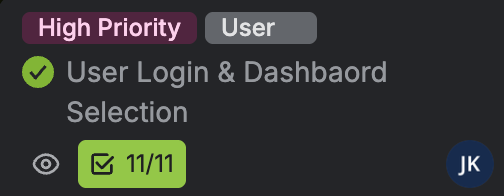 High Priority User
User Login & Dashbaord
Selection
11/11 JK